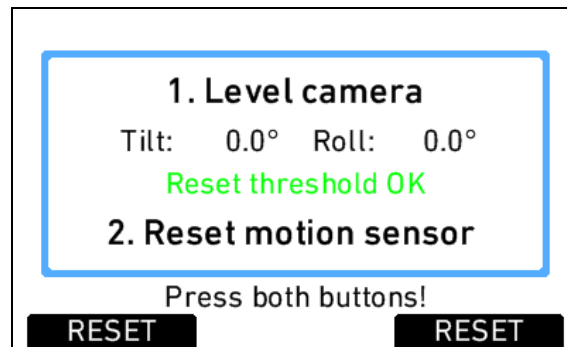 1. Level camera
Tilt: 0.0° Roll: 0.0°
Reset threshold OK
2. Reset motion sensor
Press both buttons!
RESET RESET